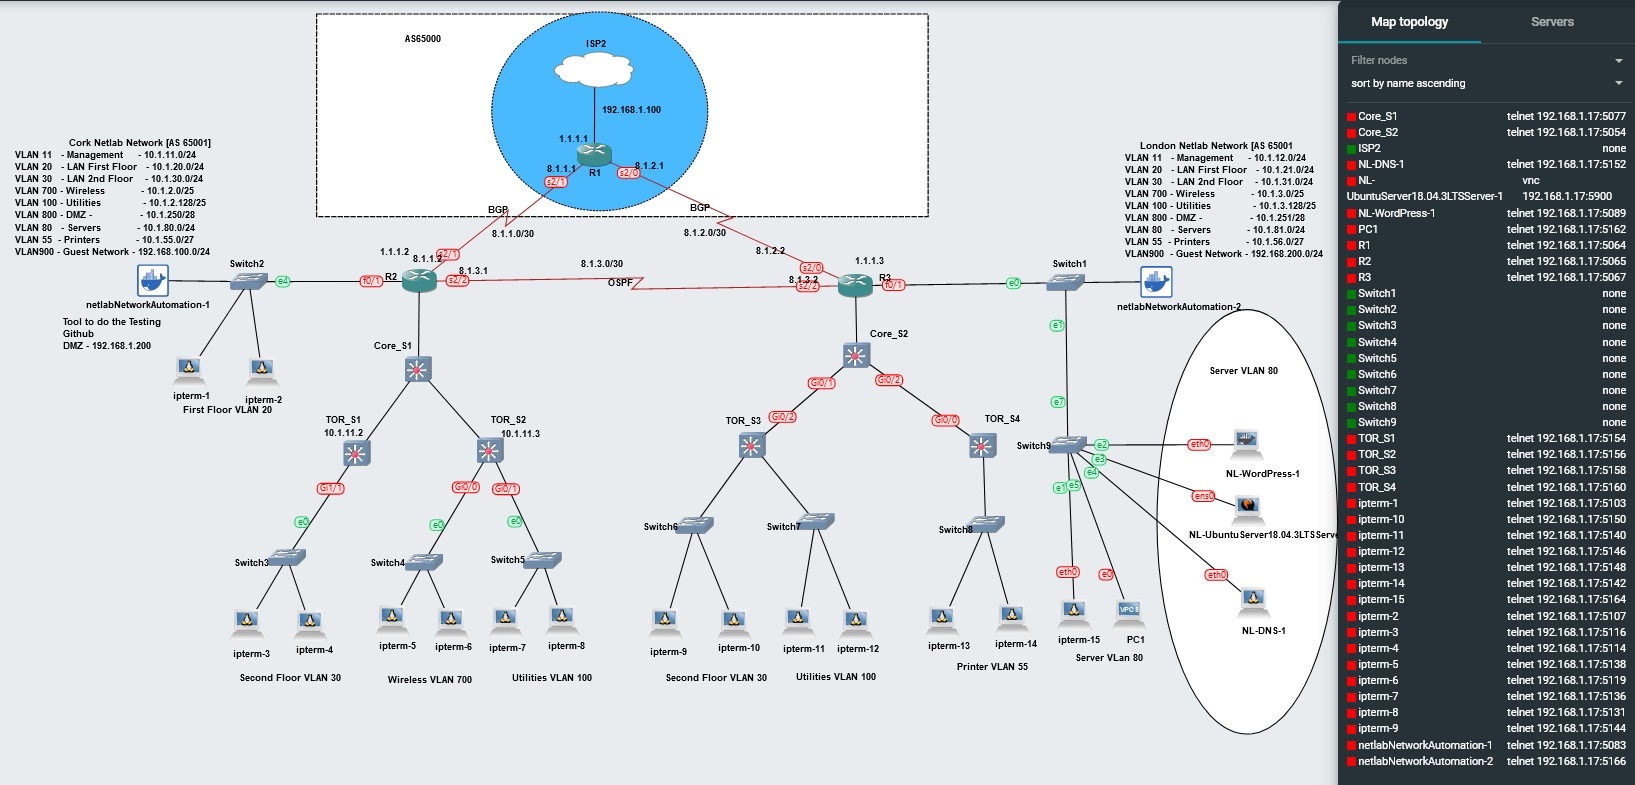 AS65000
ISP2
192.168.1.100
1.1.1.1
8.1.1.1
8.1.2.1
R1
s2/1
s2/0
BGP
BGP
8.1.1.0/30
8.1.2.0/30
Cork Netlab Network [AS 65001]
VLAN 11 - Management - 10.1.11.0/24
VLAN 20 - LAN First Floor - 10.1.20.0/24
VLAN 30 - LAN 2nd Floor - 10.1.30.0/24
VLAN 700 - Wireless - 10.1.2.0/25
VLAN 100 - Utilities - 10.1.2.128/25
VLAN 800 - DMZ - - 10.1.250/28
VLAN 80 - Servers - 10.1.80.0/24
VLAN 55 - Printers - 10.1.55.0/27
VLAN900 - Guest Network - 192.168.100.0/24
London Netlab Network [AS 65001
VLAN 11 - Management - 10.1.12.0/24
VLAN 20 - LAN First Floor - 10.1.21.0/24
VLAN 30 - LAN 2nd Floor - 10.1.31.0/24
VLAN 700 - Wireless - 10.1.3.0/25
VLAN 100 - Utilities - 10.1.3.128/25
VLAN 800 - DMZ - - 10.1.251/28
VLAN 80 - Servers - 10.1.81.0/24
VLAN 55 - Printers - 10.1.56.0/27
VLAN900 - Guest Network - 192.168.200.0/24
1.1.1.2
8.1.1.2
s2/1
R2
f0/1
s2/2
8.1.3.1
8.1.3.0/30
OSPF
8.1.2.2
s2/0
8.1.3.2
s2/2
1.1.1.3
R3
f0/1
Switch2
e4
netlabNetworkAutomation-1
Tool to do the Testing
Github
DMZ - 192.168.1.200
ipterm-1
ipterm-2
First Floor VLAN 20
e0
Switch1
netlabNetworkAutomation-2
e1
e7
Core_S1
Core_S2
Gi0/1
Gi0/2
Gi0/2
Gi0/0
TOR_S1
10.1.11.2
TOR_S2
10.1.11.3
TOR_S3
TOR_S4
Gi1/1
Gi0/0
Gi0/1
e0
e0
e0
Switch3
Switch4
Switch5
Switch6
Switch7
Switch8
Switch9
e2
e3
e4
e1
e5
eth0
ens0
eth0
eth0
e0
Server VLAN 80
NL-WordPress-1
NL-UbuntuServer18.04.3LTSServe
NL-DNS-1
ipterm-3
ipterm-4
ipterm-5
ipterm-6
ipterm-7
ipterm-8
ipterm-9
ipterm-10
ipterm-11
ipterm-12
ipterm-13
ipterm-14
ipterm-15
VPCS
PC1
Second Floor VLAN 30
Wireless VLAN 700
Utilities VLAN 100
Second Floor VLAN 30
Utilities VLAN 100
Printer VLAN 55
Server VLan 80
Map topology Servers
Filter nodes
sort by name ascending
Core_S1 telnet 192.168.1.17:5077
Core_S2 telnet 192.168.1.17:5054
ISP2 none
NL-DNS-1 telnet 192.168.1.17:5152
NL- vnc
UbuntuServer18.04.3LTSServer-1 192.168.1.17:5900
NL-WordPress-1 telnet 192.168.1.17:5089
PC1 telnet 192.168.1.17:5162
R1 telnet 192.168.1.17:5064
R2 telnet 192.168.1.17:5065
R3 telnet 192.168.1.17:5067
Switch1 none
Switch2 none
Switch3 none
Switch4 none
Switch5 none
Switch6 none
Switch7 none
Switch8 none
Switch9 none
TOR_S1 telnet 192.168.1.17:5154
TOR_S2 telnet 192.168.1.17:5156
TOR_S3 telnet 192.168.1.17:5158
TOR_S4 telnet 192.168.1.17:5160
ipterm-1 telnet 192.168.1.17:5103
ipterm-10 telnet 192.168.1.17:5150
ipterm-11 telnet 192.168.1.17:5140
ipterm-12 telnet 192.168.1.17:5146
ipterm-13 telnet 192.168.1.17:5148
ipterm-14 telnet 192.168.1.17:5142
ipterm-15 telnet 192.168.1.17:5164
ipterm-2 telnet 192.168.1.17:5107
ipterm-3 telnet 192.168.1.17:5116
ipterm-4 telnet 192.168.1.17:5114
ipterm-5 telnet 192.168.1.17:5138
ipterm-6 telnet 192.168.1.17:5119
ipterm-7 telnet 192.168.1.17:5136
ipterm-8 telnet 192.168.1.17:5131
ipterm-9 telnet 192.168.1.17:5144
netlabNetworkAutomation-1 telnet 192.168.1.17:5083
netlabNetworkAutomation-2 telnet 192.168.1.17:5166